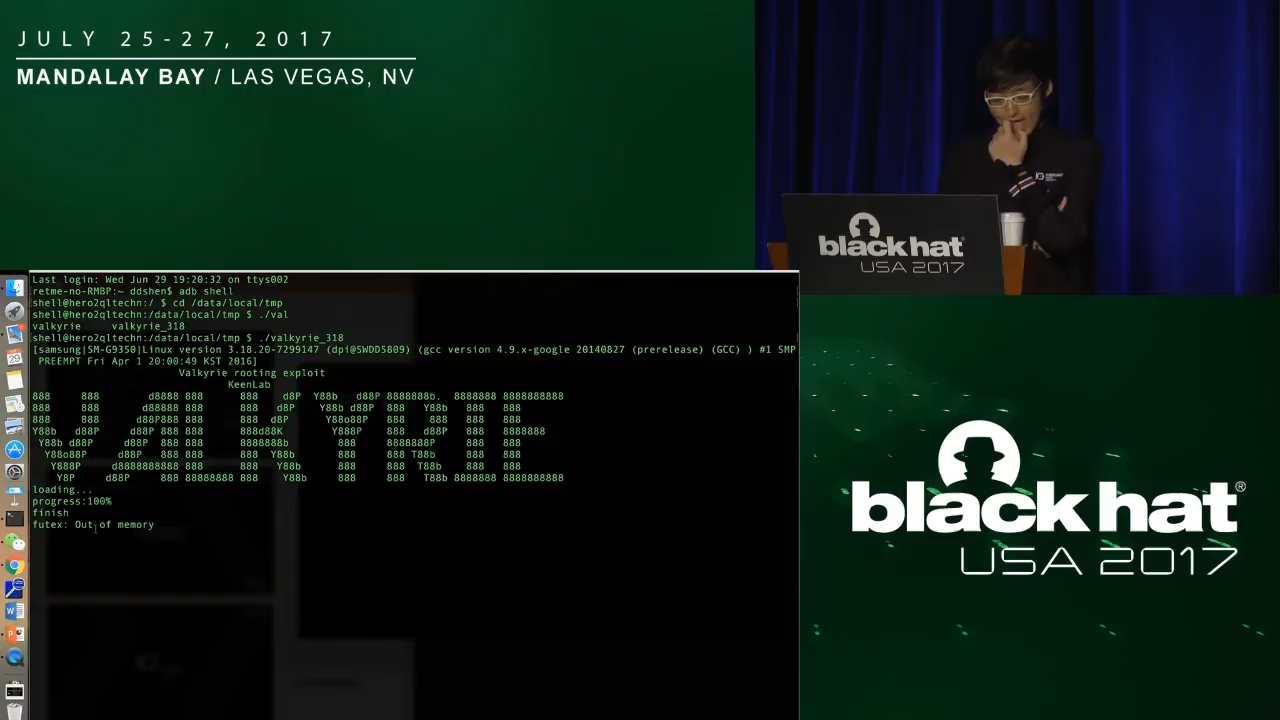 JULY 25-27, 2017
MANDALAY BAY / LAS VEGAS, NV
black hat
USA 2017
Last login: Wed Jun 29 19:20:32 on ttys002
retme-no-RMBP:~ ddshen$ adb shell
shell@hero2qltechn:/ $ cd /data/local/tmp
shell@hero2qltechn:/data/local/tmp $ ./val
valkyrie valkyrie_318
shell@hero2qltechn:/data/local/tmp $ ./valkyrie_318
[samsung|SM-G9350|Linux version 3.18.20-7299147 (dpi@SWDD5809) (gcc version 4.9.x-google 20140827 (prerelease) (GCC) ) #1 SMP
PREEMPT Fri Apr 1 20:00:49 KST 2016]
Valkyrie rooting exploit
KeenLab
VALKYRIE
loading...
progress:100%
finish
futex: Out of memory
black hat®
USA 2017